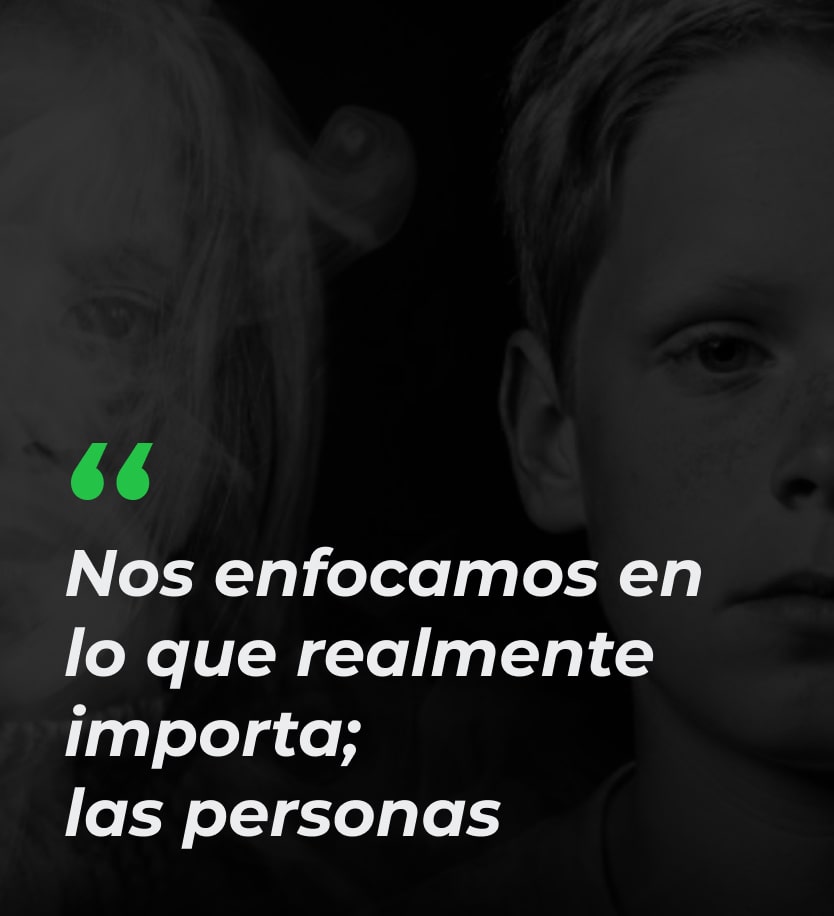 “
Nos enfocamos en
lo que realmente
importa;
las personas